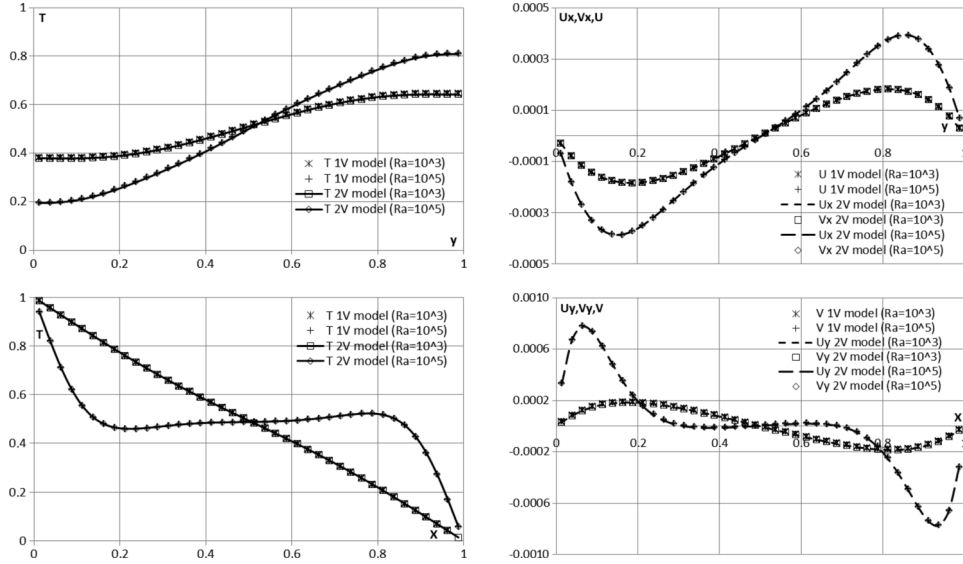 T
1
0.8
0.6
0.4
0.2
0
T 1V model (Ra=10^3)
T 1V model (Ra=10^5)
T 2V model (Ra=10^3)
T 2V model (Ra=10^5)
y
0 0.2 0.4 0.6 0.8 1
Ux,Vx,U
0.0005
0.0003
0.0001
-0.0001
-0.0003
-0.0005
y
0 0.2 0.4 0.6 0.8 1
U 1V model (Ra=10^3)
U 1V model (Ra=10^5)
Ux 2V model (Ra=10^3)
Vx 2V model (Ra=10^3)
Ux 2V model (Ra=10^5)
Vx 2V model (Ra=10^5)
1
0.8
0.6
0.4
0.2
0
T
T 1V model (Ra=10^3)
T 1V model (Ra=10^5)
T 2V model (Ra=10^3)
T 2V model (Ra=10^5)
X
0 0.2 0.4 0.6 0.8 1
Uy,Vy,V
0.0010
0.0006
0.0002
-0.0002
-0.0006
-0.0010
V 1V model (Ra=10^3)
V 1V model (Ra=10^5)
Uy 2V model (Ra=10^3)
Vy 2V model (Ra=10^3)
Uy 2V model (Ra=10^5)
Vy 2V model (Ra=10^5)
X
0 0.2 0.4 0.6 0.8 1